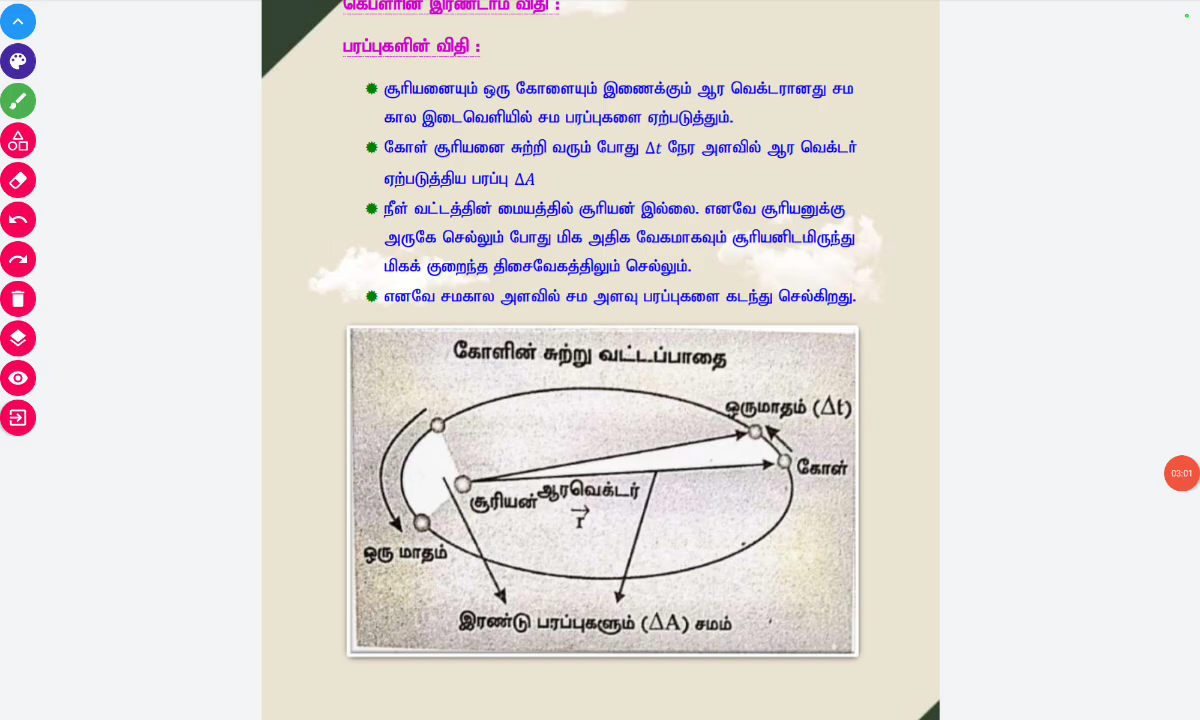 கெப்ளரின் இரண்டாம் விதி :
பரப்புகளின் விதி :
சூரியனையும் ஒரு கோளையும் இணைக்கும் ஆர வெக்டரானது சம
கால இடைவெளியில் சம பரப்புகளை ஏற்படுத்தும்.
கோள் சூரியனை சுற்றி வரும் போது Δt நேர அளவில் ஆர வெக்டர்
ஏற்படுத்திய பரப்பு ΔA
நீள் வட்டத்தின் மையத்தில் சூரியன் இல்லை. எனவே சூரியனுக்கு
அருகே செல்லும் போது மிக அதிக வேகமாகவும் சூரியனிடமிருந்து
மிகக் குறைந்த திசைவேகத்திலும் செல்லும்.
எனவே சமகால அளவில் சம அளவு பரப்புகளை கடந்து செல்கிறது.
கோளின் சுற்று வட்டப்பாதை
ஒருமாதம் (Δt)
கோள்
சூரியன்
ஆரவெக்டர்
r⃗
ஒரு மாதம்
இரண்டு பரப்புகளும் (ΔA) சமம்
03:01